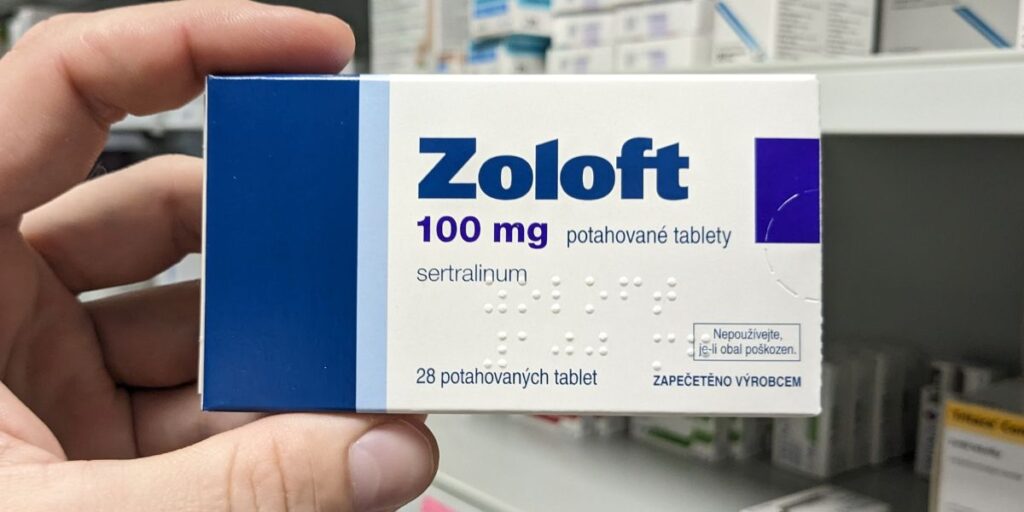 Zoloft
100 mg potahované tablety
sertralinum
Nepoužívejte,
je-li obal poškozen.
28 potahovaných tablet
ZAPEČETĚNO VÝROBCEM